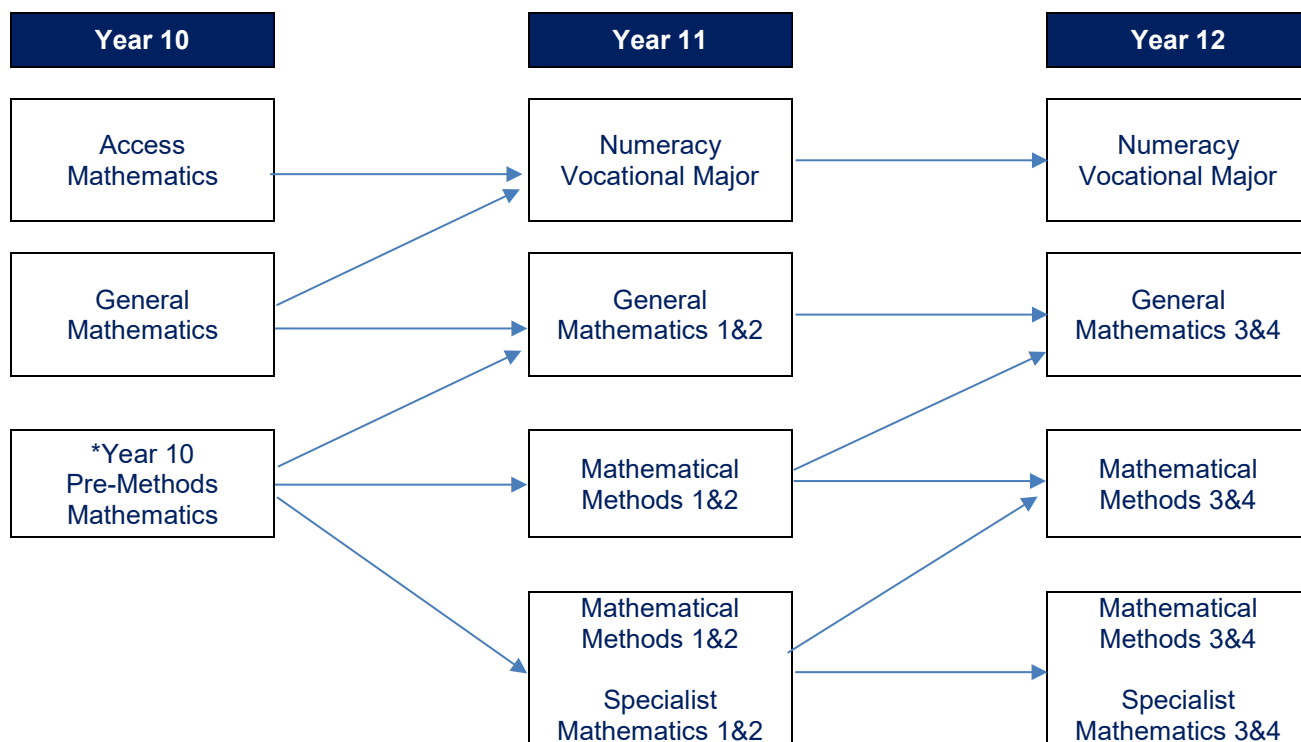 Year 10
Year 11
Year 12
Access
Mathematics
Numeracy
Vocational Major
Numeracy
Vocational Major
General
Mathematics
General
Mathematics 1&2
General
Mathematics 3&4
*Year 10
Pre-Methods
Mathematics
Mathematical
Methods 1&2
Mathematical
Methods 3&4
Mathematical
Methods 1&2
Specialist
Mathematics 1&2
Mathematical
Methods 3&4
Specialist
Mathematics 3&4